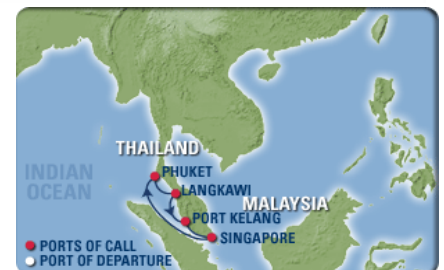 THAILAND
PHUKET
INDIAN
OCEAN
LANGKAWI
MALAYSIA
PORT KELANG
SINGAPORE
PORTS OF CALL
PORT OF DEPARTURE